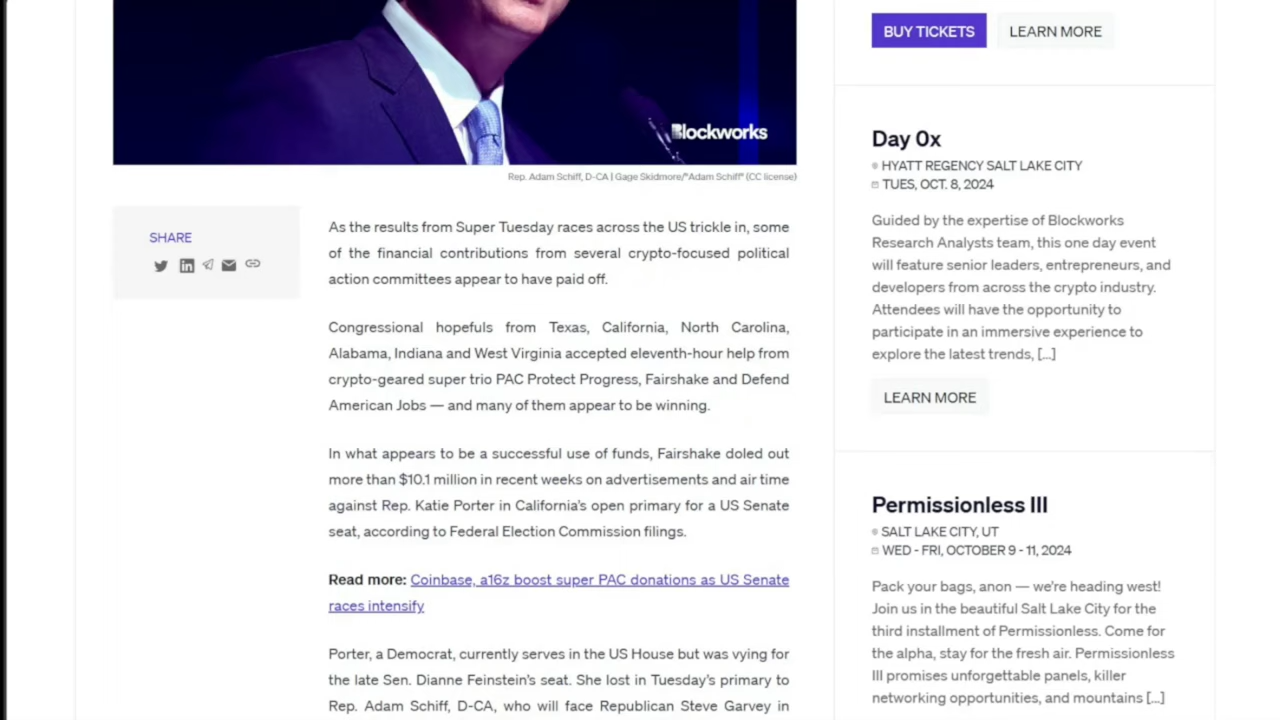 Blockworks
Rep. Adam Schiff, D-CA | Gage Skidmore/"Adam Schiff" (CC license)
SHARE
As the results from Super Tuesday races across the US trickle in, some
of the financial contributions from several crypto-focused political
action committees appear to have paid off.
Congressional hopefuls from Texas, California, North Carolina,
Alabama, Indiana and West Virginia accepted eleventh-hour help from
crypto-geared super trio PAC Protect Progress, Fairshake and Defend
American Jobs — and many of them appear to be winning.
In what appears to be a successful use of funds, Fairshake doled out
more than $10.1 million in recent weeks on advertisements and air time
against Rep. Katie Porter in California's open primary for a US Senate
seat, according to Federal Election Commission filings.
Read more: Coinbase, a16z boost super PAC donations as US Senate
races intensify
Porter, a Democrat, currently serves in the US House but was vying for
the late Sen. Dianne Feinstein's seat. She lost in Tuesday's primary to
Rep. Adam Schiff, D-CA, who will face Republican Steve Garvey in
BUY TICKETS
LEARN MORE
Day 0x
HYATT REGENCY SALT LAKE CITY
TUES, OCT. 8, 2024
Guided by the expertise of Blockworks
Research Analysts team, this one day event
will feature senior leaders, entrepreneurs, and
developers from across the crypto industry.
Attendees will have the opportunity to
participate in an immersive experience to
explore the latest trends, [...]
LEARN MORE
Permissionless III
SALT LAKE CITY, UT
WED - FRI, OCTOBER 9 - 11, 2024
Pack your bags, anon — we're heading west!
Join us in the beautiful Salt Lake City for the
third installment of Permissionless. Come for
the alpha, stay for the fresh air. Permissionless
III promises unforgettable panels, killer
networking opportunities, and mountains [...]